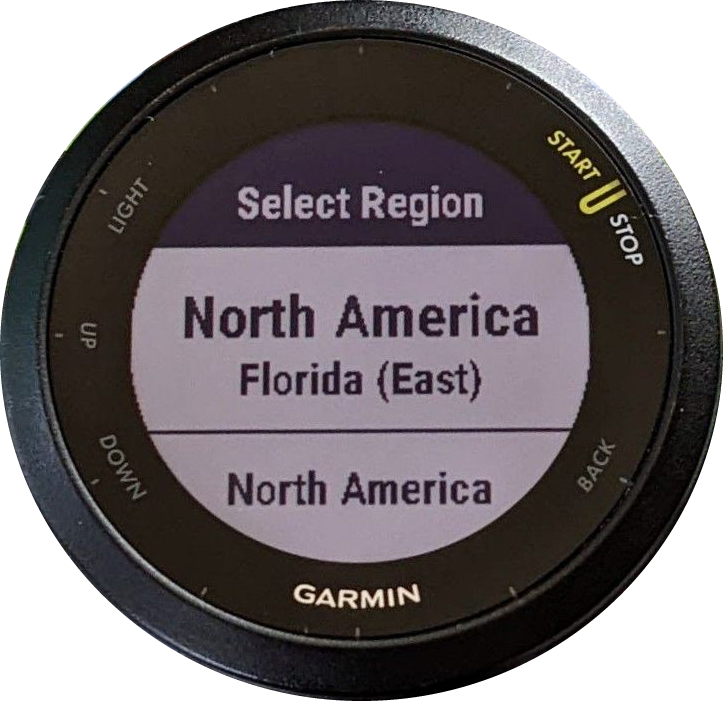 START
STOP
LIGHT
Select Region
UP
North America
Florida (East)
DOWN
BACK
North America
GARMIN